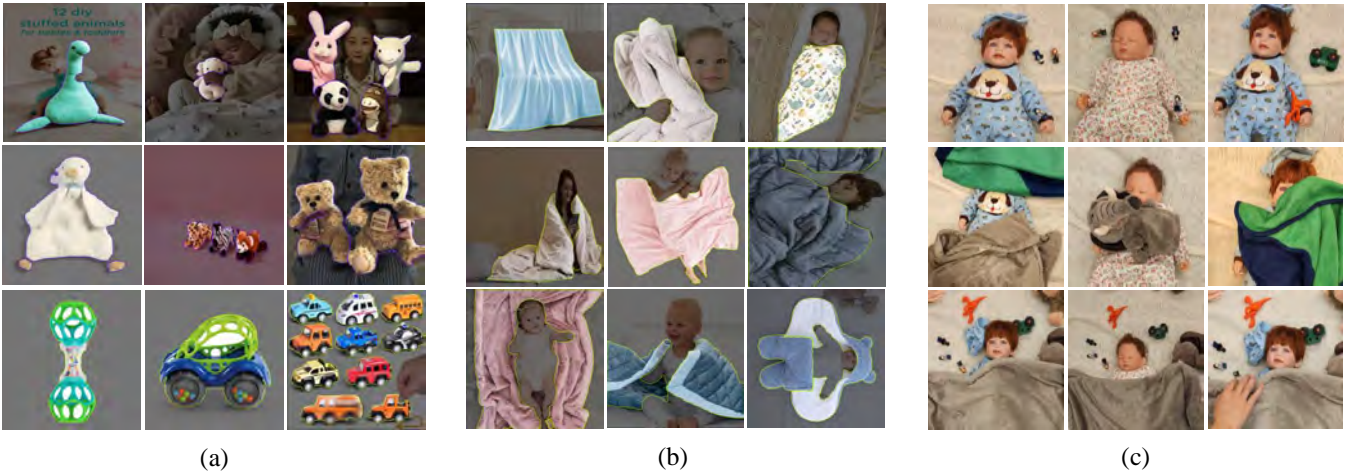 12 diy
stuffed animals
for babies & toddlers
(a)
(b)
(c)